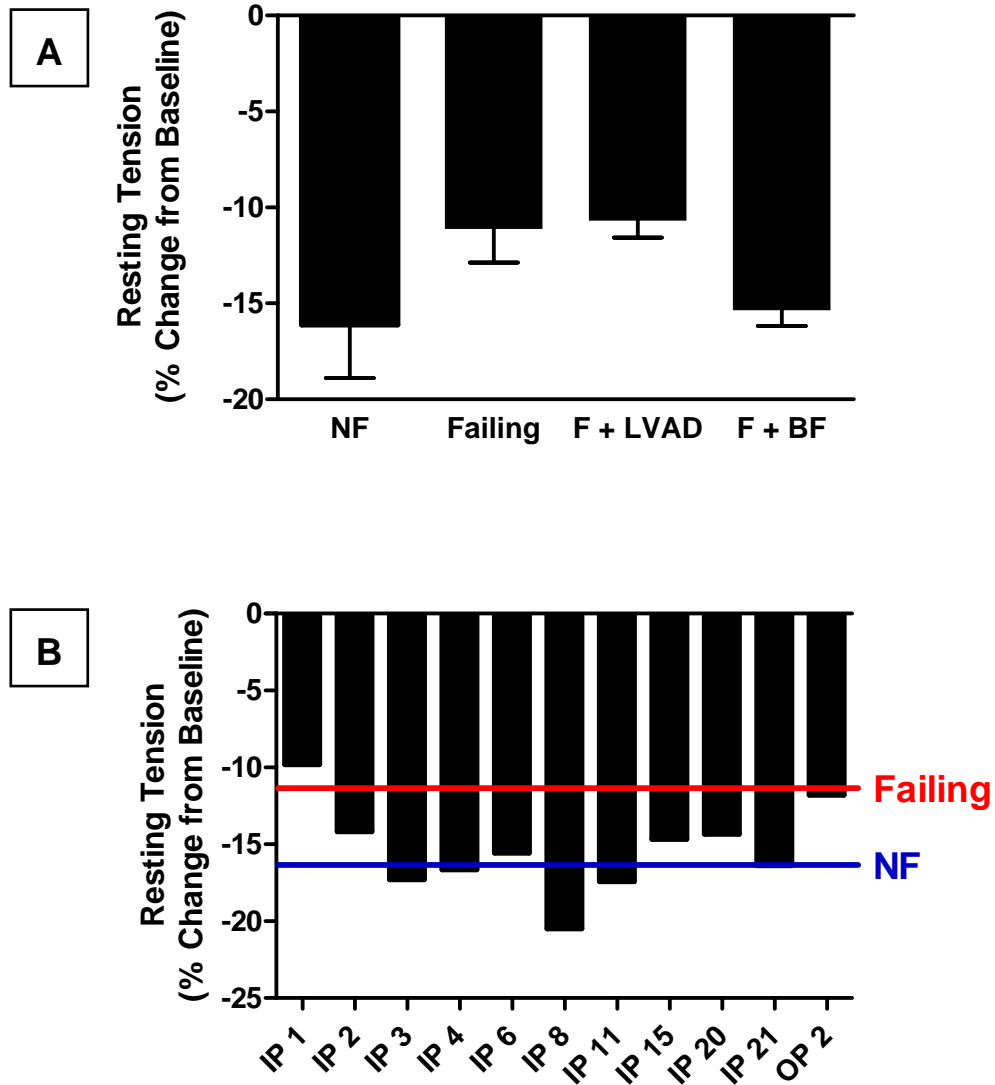 A
Resting Tension
(% Change from Baseline)
0
-5
-10
-15
-20
NF Failing F + LVAD F + BF
B
Resting Tension
(% Change from Baseline)
0
-5
-10
-15
-20
-25
Failing
NF
IP 1 IP 2 IP 3 IP 4 IP 6 IP 8 IP 11 IP 15 IP 20 IP 21 OP 2